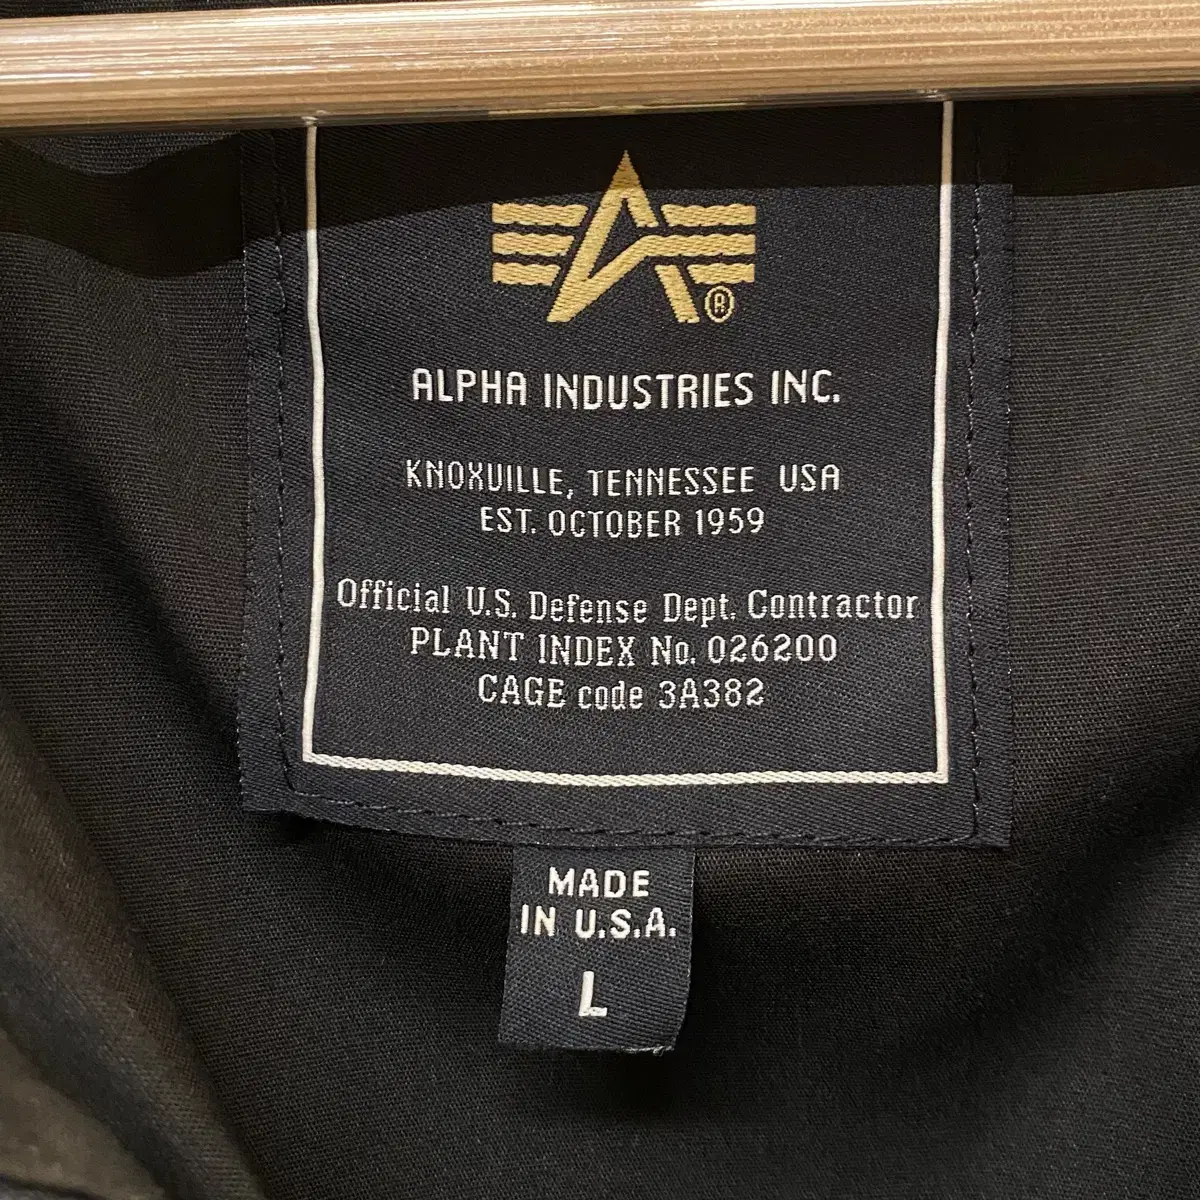 ®
ALPHA INDUSTRIES INC.
KNOXVILLE, TENNESSEE USA
EST. OCTOBER 1959
Official U.S. Defense Dept. Contractor
PLANT INDEX No. 026200
CAGE code 3A382
MADE
IN U.S.A.
L